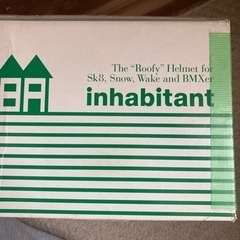 The “Roofy” Helmet for
Sk8, Snow, Wake and BMXer
inhabitant